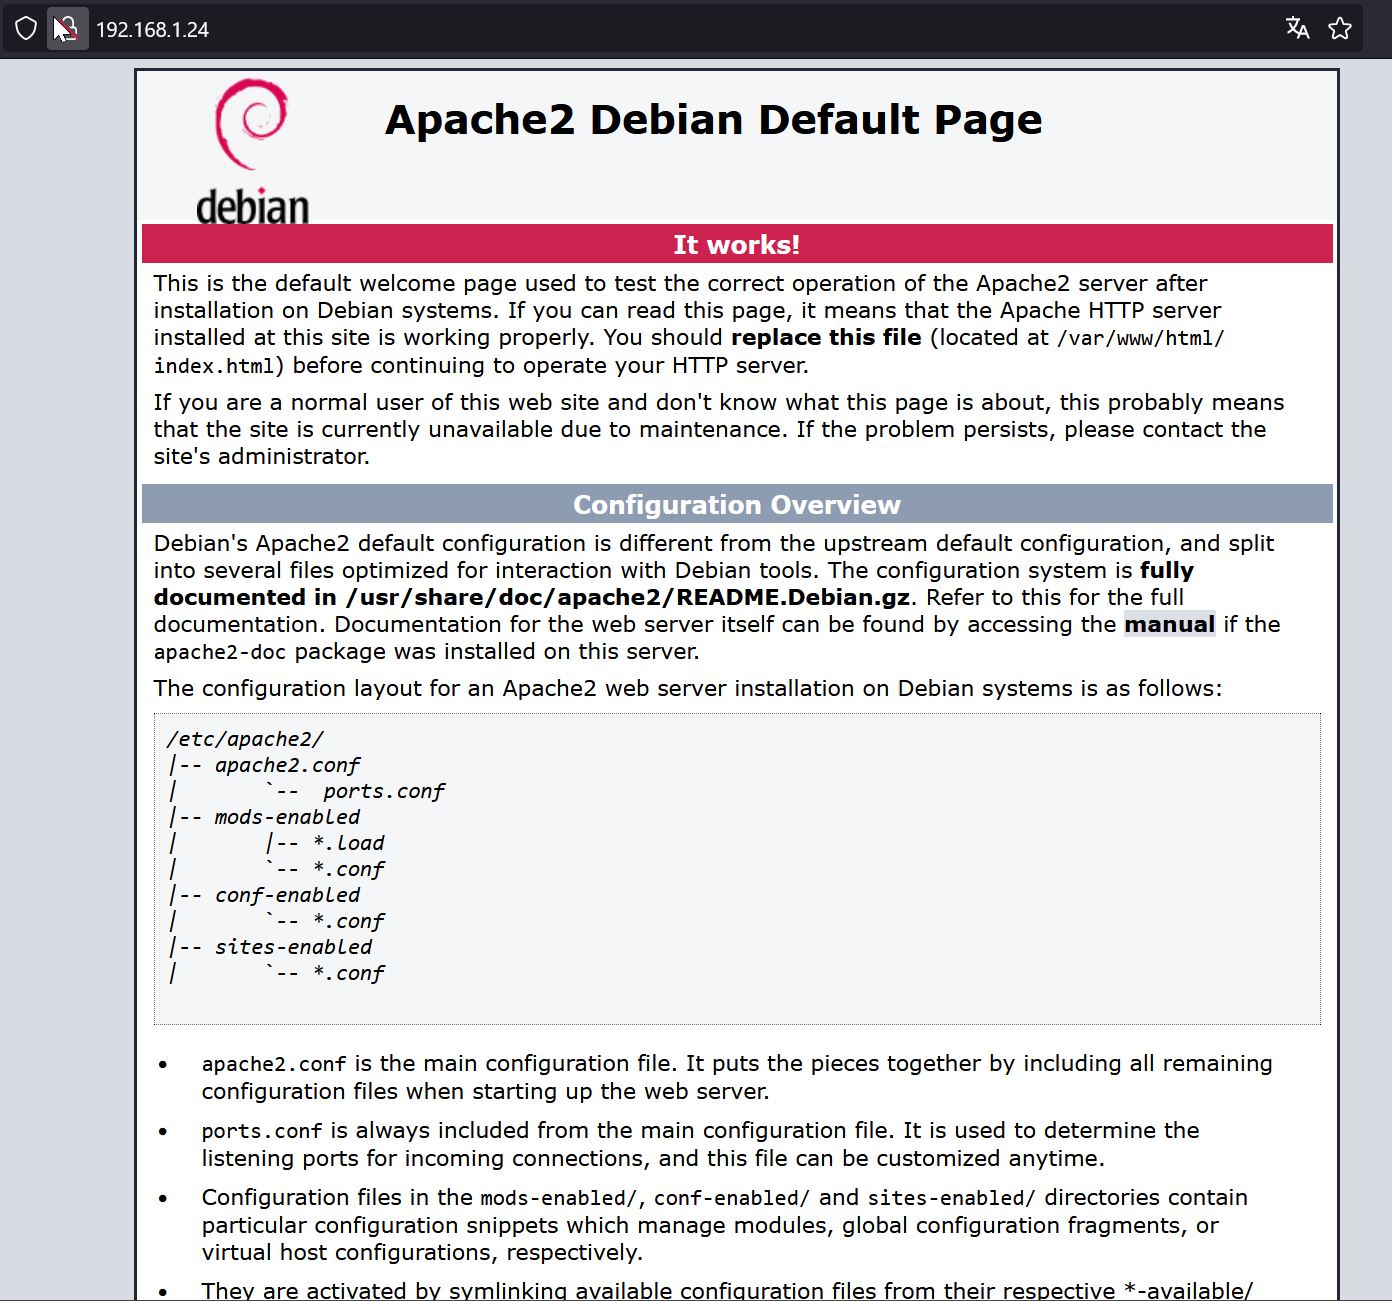 192.168.1.24
debian
Apache2 Debian Default Page
It works!
This is the default welcome page used to test the correct operation of the Apache2 server after
installation on Debian systems. If you can read this page, it means that the Apache HTTP server
installed at this site is working properly. You should replace this file (located at /var/www/html/
index.html) before continuing to operate your HTTP server.
If you are a normal user of this web site and don't know what this page is about, this probably means
that the site is currently unavailable due to maintenance. If the problem persists, please contact the
site's administrator.
Configuration Overview
Debian's Apache2 default configuration is different from the upstream default configuration, and split
into several files optimized for interaction with Debian tools. The configuration system is fully
documented in /usr/share/doc/apache2/README.Debian.gz. Refer to this for the full
documentation. Documentation for the web server itself can be found by accessing the manual if the
apache2-doc package was installed on this server.
The configuration layout for an Apache2 web server installation on Debian systems is as follows:
/etc/apache2/
|-- apache2.conf
|       `--  ports.conf
|-- mods-enabled
|       |-- *.load
|       `-- *.conf
|-- conf-enabled
|       `-- *.conf
|-- sites-enabled
|       `-- *.conf
• apache2.conf is the main configuration file. It puts the pieces together by including all remaining
configuration files when starting up the web server.
• ports.conf is always included from the main configuration file. It is used to determine the
listening ports for incoming connections, and this file can be customized anytime.
• Configuration files in the mods-enabled/, conf-enabled/ and sites-enabled/ directories contain
particular configuration snippets which manage modules, global configuration fragments, or
virtual host configurations, respectively.
• They are activated by symlinking available configuration files from their respective *-available/